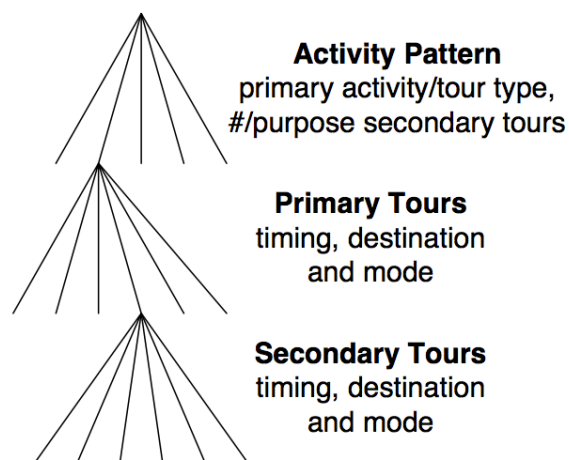 Activity Pattern
primary activity/tour type,
#/purpose secondary tours
Primary Tours
timing, destination
and mode
Secondary Tours
timing, destination
and mode